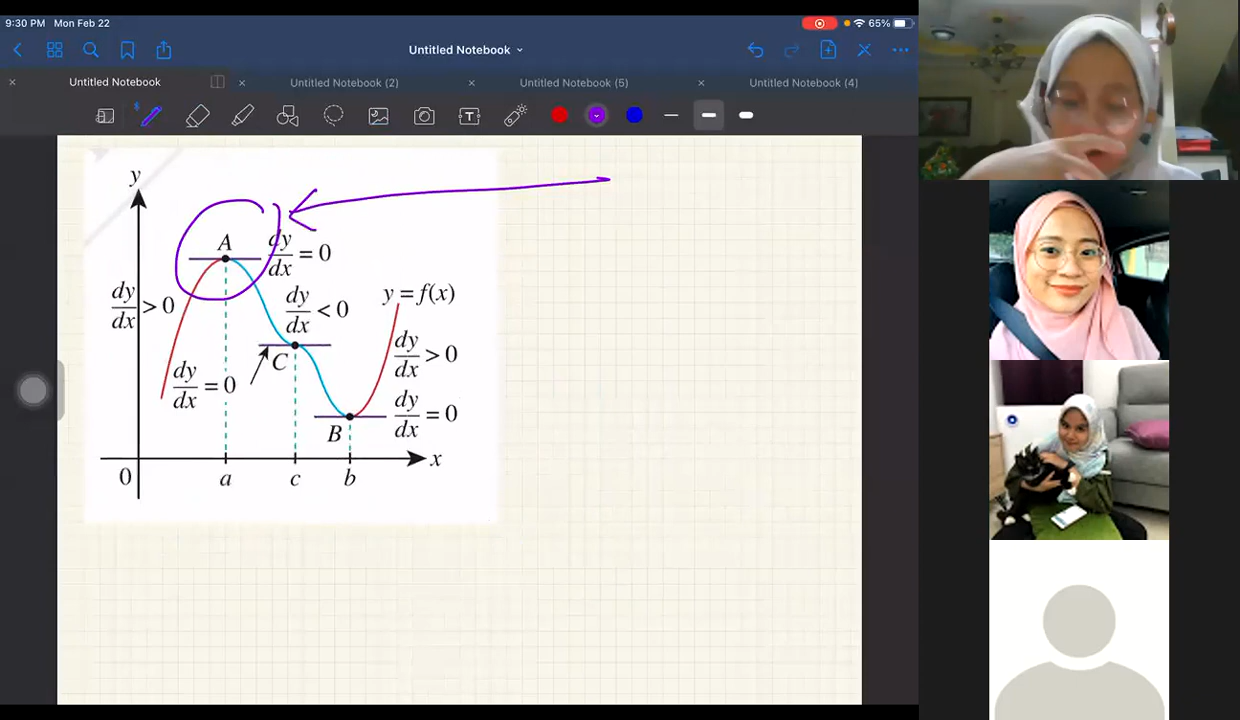 9:30 PM Mon Feb 22
65%
Untitled Notebook
Untitled Notebook
Untitled Notebook (2)
Untitled Notebook (5)
Untitled Notebook (4)
T
y
A
dy/dx = 0
dy/dx > 0
dy/dx < 0
y = f(x)
dy/dx > 0
C
dy/dx = 0
dy/dx = 0
B
x
0
a
c
b